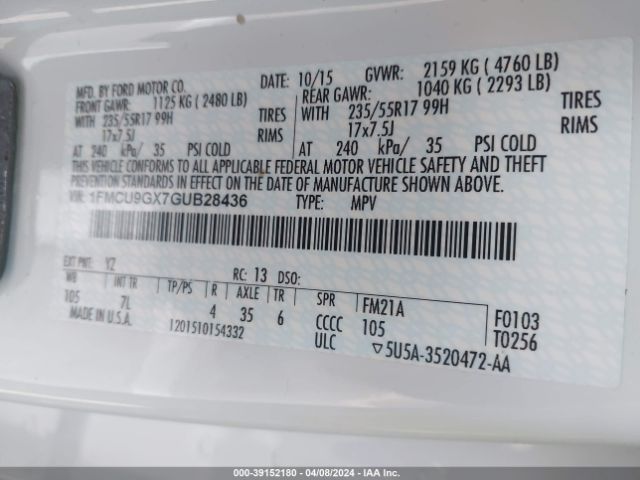 MFD. BY FORD MOTOR CO.
DATE: 10/15 GVWR: 2159 KG ( 4760 LB)
FRONT GAWR: 1125 KG ( 2480 LB) REAR GAWR: 1040 KG ( 2293 LB)
WITH 235/55R17 99H TIRES WITH 235/55R17 99H TIRES
17x7.5J RIMS 17x7.5J RIMS
AT 240 kPa/ 35 PSI COLD AT 240 kPa/ 35 PSI COLD
THIS VEHICLE CONFORMS TO ALL APPLICABLE FEDERAL MOTOR VEHICLE SAFETY AND THEFT
PREVENTION STANDARDS IN EFFECT ON THE DATE OF MANUFACTURE SHOWN ABOVE.
VIN: 1FMCU9GX7GUB28436 TYPE: MPV
EXT PNT: YZ RC: 13 DSO:
WB INT TR TP/PS R AXLE TR SPR FM21A F0103
105 7L 4 35 6 CCCC 105 T0256
MADE IN U.S.A. 1201510154332 ULC ▽5U5A-3520472-AA
000-39152180 - 04/08/2024 - IAA Inc.